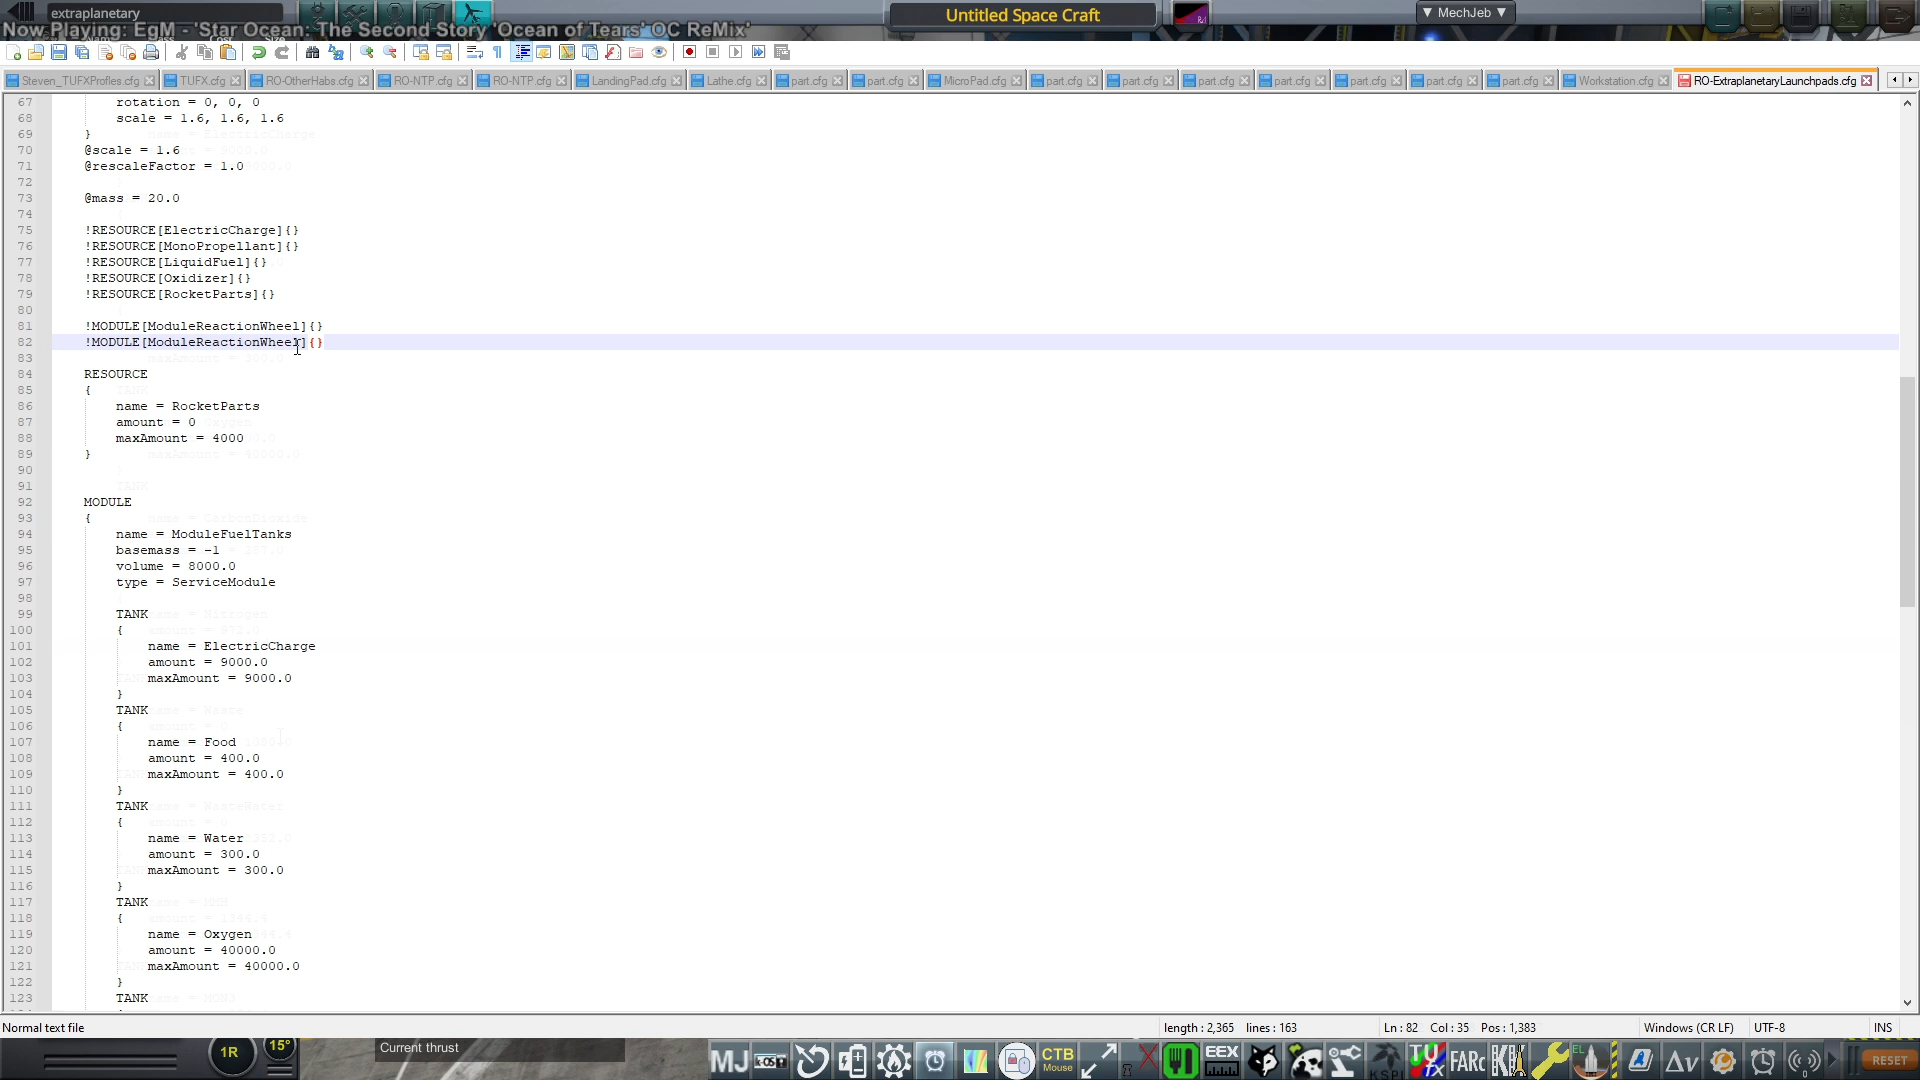 extraplanetary
Untitled Space Craft
▼ MechJeb ▼
Now Playing: EgM - 'Star Ocean: The Second Story 'Ocean of Tears' OC ReMix'
Steven_TUFXProfles.cfg TUFX.cfg RO-OtherHabs.cfg RO-NTP.cfg RO-NTP.cfg LandingPad.cfg Lathe.cfg part.cfg part.cfg MicroPad.cfg part.cfg part.cfg part.cfg part.cfg part.cfg part.cfg part.cfg Workstation.cfg RO-ExtraplanetaryLaunchpads.cfg
67 rotation = 0, 0, 0
68 scale = 1.6, 1.6, 1.6
69 }
70 @scale = 1.6
71 @rescaleFactor = 1.0
72
73 @mass = 20.0
74
75 !RESOURCE[ElectricCharge]{}
76 !RESOURCE[MonoPropellant]{}
77 !RESOURCE[LiquidFuel]{}
78 !RESOURCE[Oxidizer]{}
79 !RESOURCE[RocketParts]{}
80
81 !MODULE[ModuleReactionWheel]{}
82 !MODULE[ModuleReactionWheel]{}
83
84 RESOURCE
85 {
86 name = RocketParts
87 amount = 0
88 maxAmount = 4000
89 }
90
91
92 MODULE
93 {
94 name = ModuleFuelTanks
95 basemass = -1
96 volume = 8000.0
97 type = ServiceModule
98
99 TANK
100 {
101 name = ElectricCharge
102 amount = 9000.0
103 maxAmount = 9000.0
104 }
105 TANK
106 {
107 name = Food
108 amount = 400.0
109 maxAmount = 400.0
110 }
111 TANK
112 {
113 name = Water
114 amount = 300.0
115 maxAmount = 300.0
116 }
117 TANK
118 {
119 name = Oxygen
120 amount = 40000.0
121 maxAmount = 40000.0
122 }
123 TANK
Normal text file length : 2,365 lines : 163 Ln : 82 Col : 35 Pos : 1,383 Windows (CR LF) UTF-8 INS
1R 15° Current thrust MJ kOS CTB Mouse EEX KSPI TU fx FARc EL Δv RESET